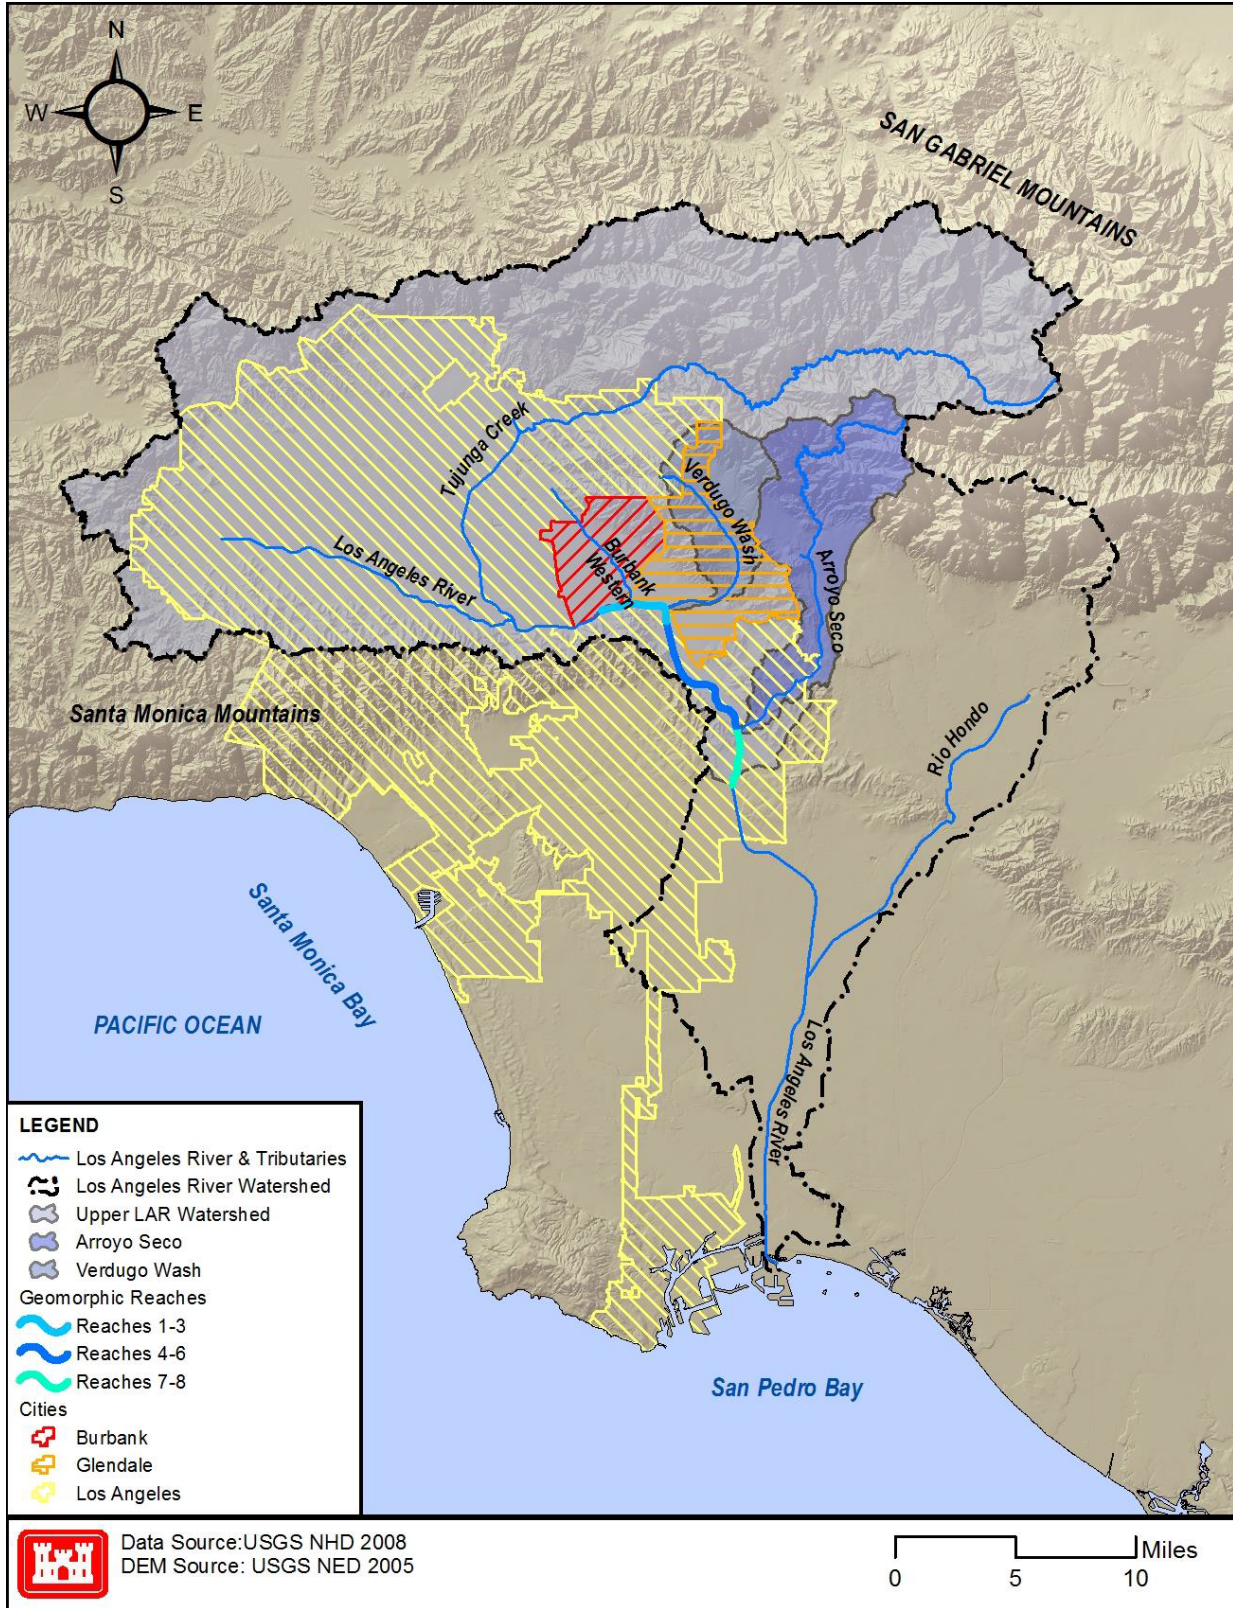 N
W
E
S
SAN GABRIEL MOUNTAINS
Tujunga Creek
Verdugo Wash
Los Angeles River
Burbank
Western
Arroyo Seco
Santa Monica Mountains
Rio Hondo
Santa Monica Bay
PACIFIC OCEAN
Los Angeles River
San Pedro Bay
LEGEND
Los Angeles River & Tributaries
Los Angeles River Watershed
Upper LAR Watershed
Arroyo Seco
Verdugo Wash
Geomorphic Reaches
Reaches 1-3
Reaches 4-6
Reaches 7-8
Cities
Burbank
Glendale
Los Angeles
Data Source:USGS NHD 2008
DEM Source: USGS NED 2005
Miles
0 5 10